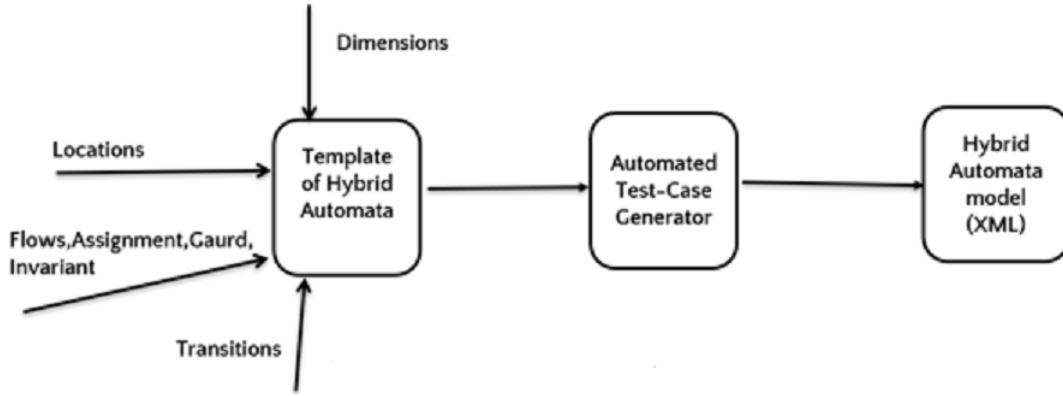 Dimensions
Locations
Template
of Hybrid
Automata
Automated
Test-Case
Generator
Hybrid
Automata
model
(XML)
Flows,Assignment,Gaurd,
Invariant
Transitions